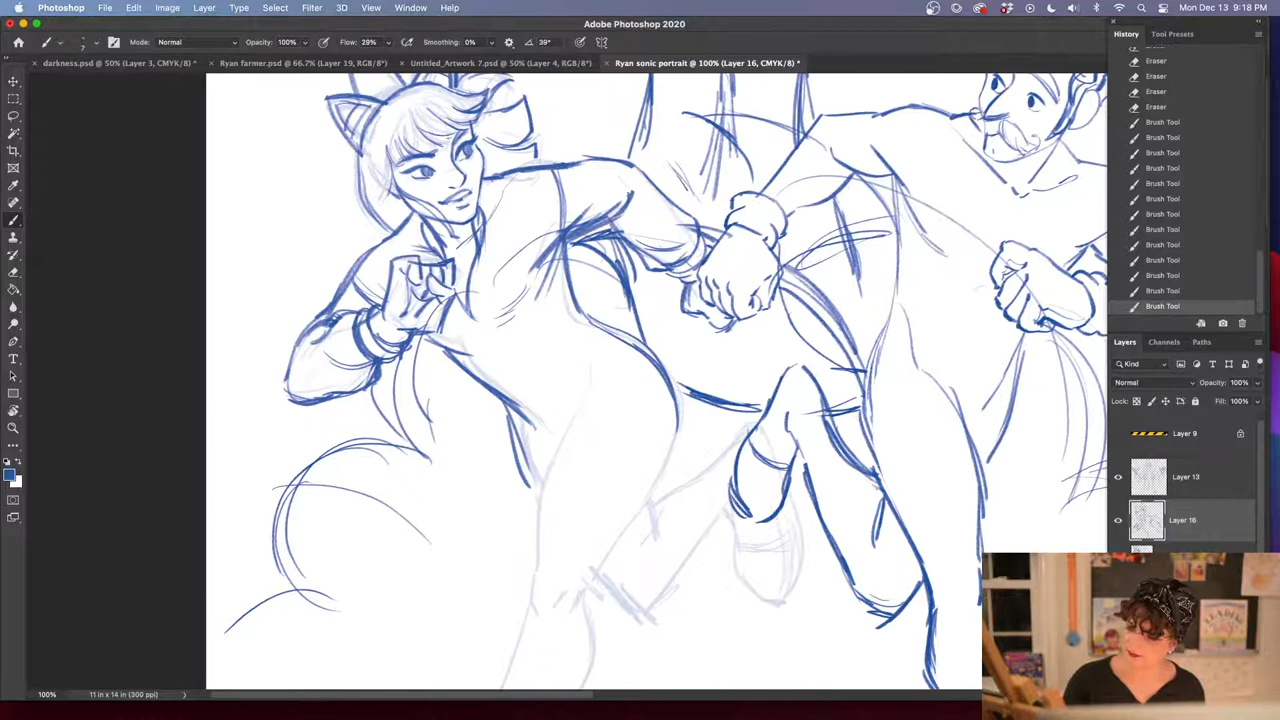 Photoshop File Edit Image Layer Type Select Filter 3D View Window Help Mon Dec 13 9:18 PM
Adobe Photoshop 2020
Mode: Normal Opacity: 100% Flow: 29% Smoothing: 0% 39°
darkness.psd @ 50% (Layer 3, CMYK/8) * Ryan farmer.psd @ 66.7% (Layer 19, RGB/8*) Untitled_Artwork 7.psd @ 50% (Layer 4, RGB/8*) Ryan sonic portrait @ 100% (Layer 16, CMYK/8) *
History Tool Presets
Eraser
Eraser
Eraser
Eraser
Brush Tool
Brush Tool
Brush Tool
Brush Tool
Brush Tool
Brush Tool
Brush Tool
Brush Tool
Brush Tool
Brush Tool
Brush Tool
Brush Tool
Brush Tool
Layers Channels Paths
Kind
Normal Opacity: 100%
Lock: Fill: 100%
Layer 9
Layer 13
Layer 16
100% 11 in x 14 in (300 ppi)